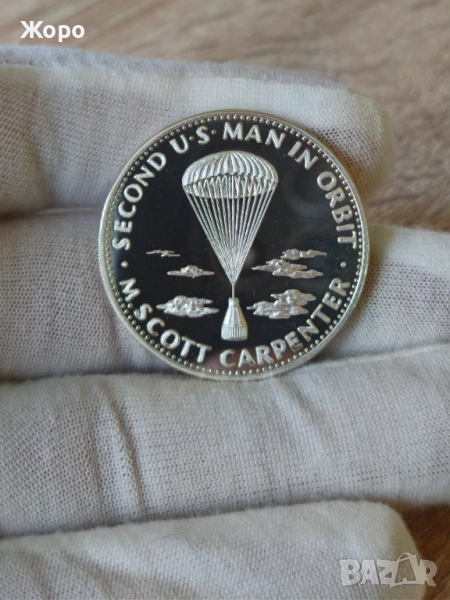 Жоро
· SECOND U·S·MAN IN ORBIT ·
M·SCOTT CARPENTER
BAZAR